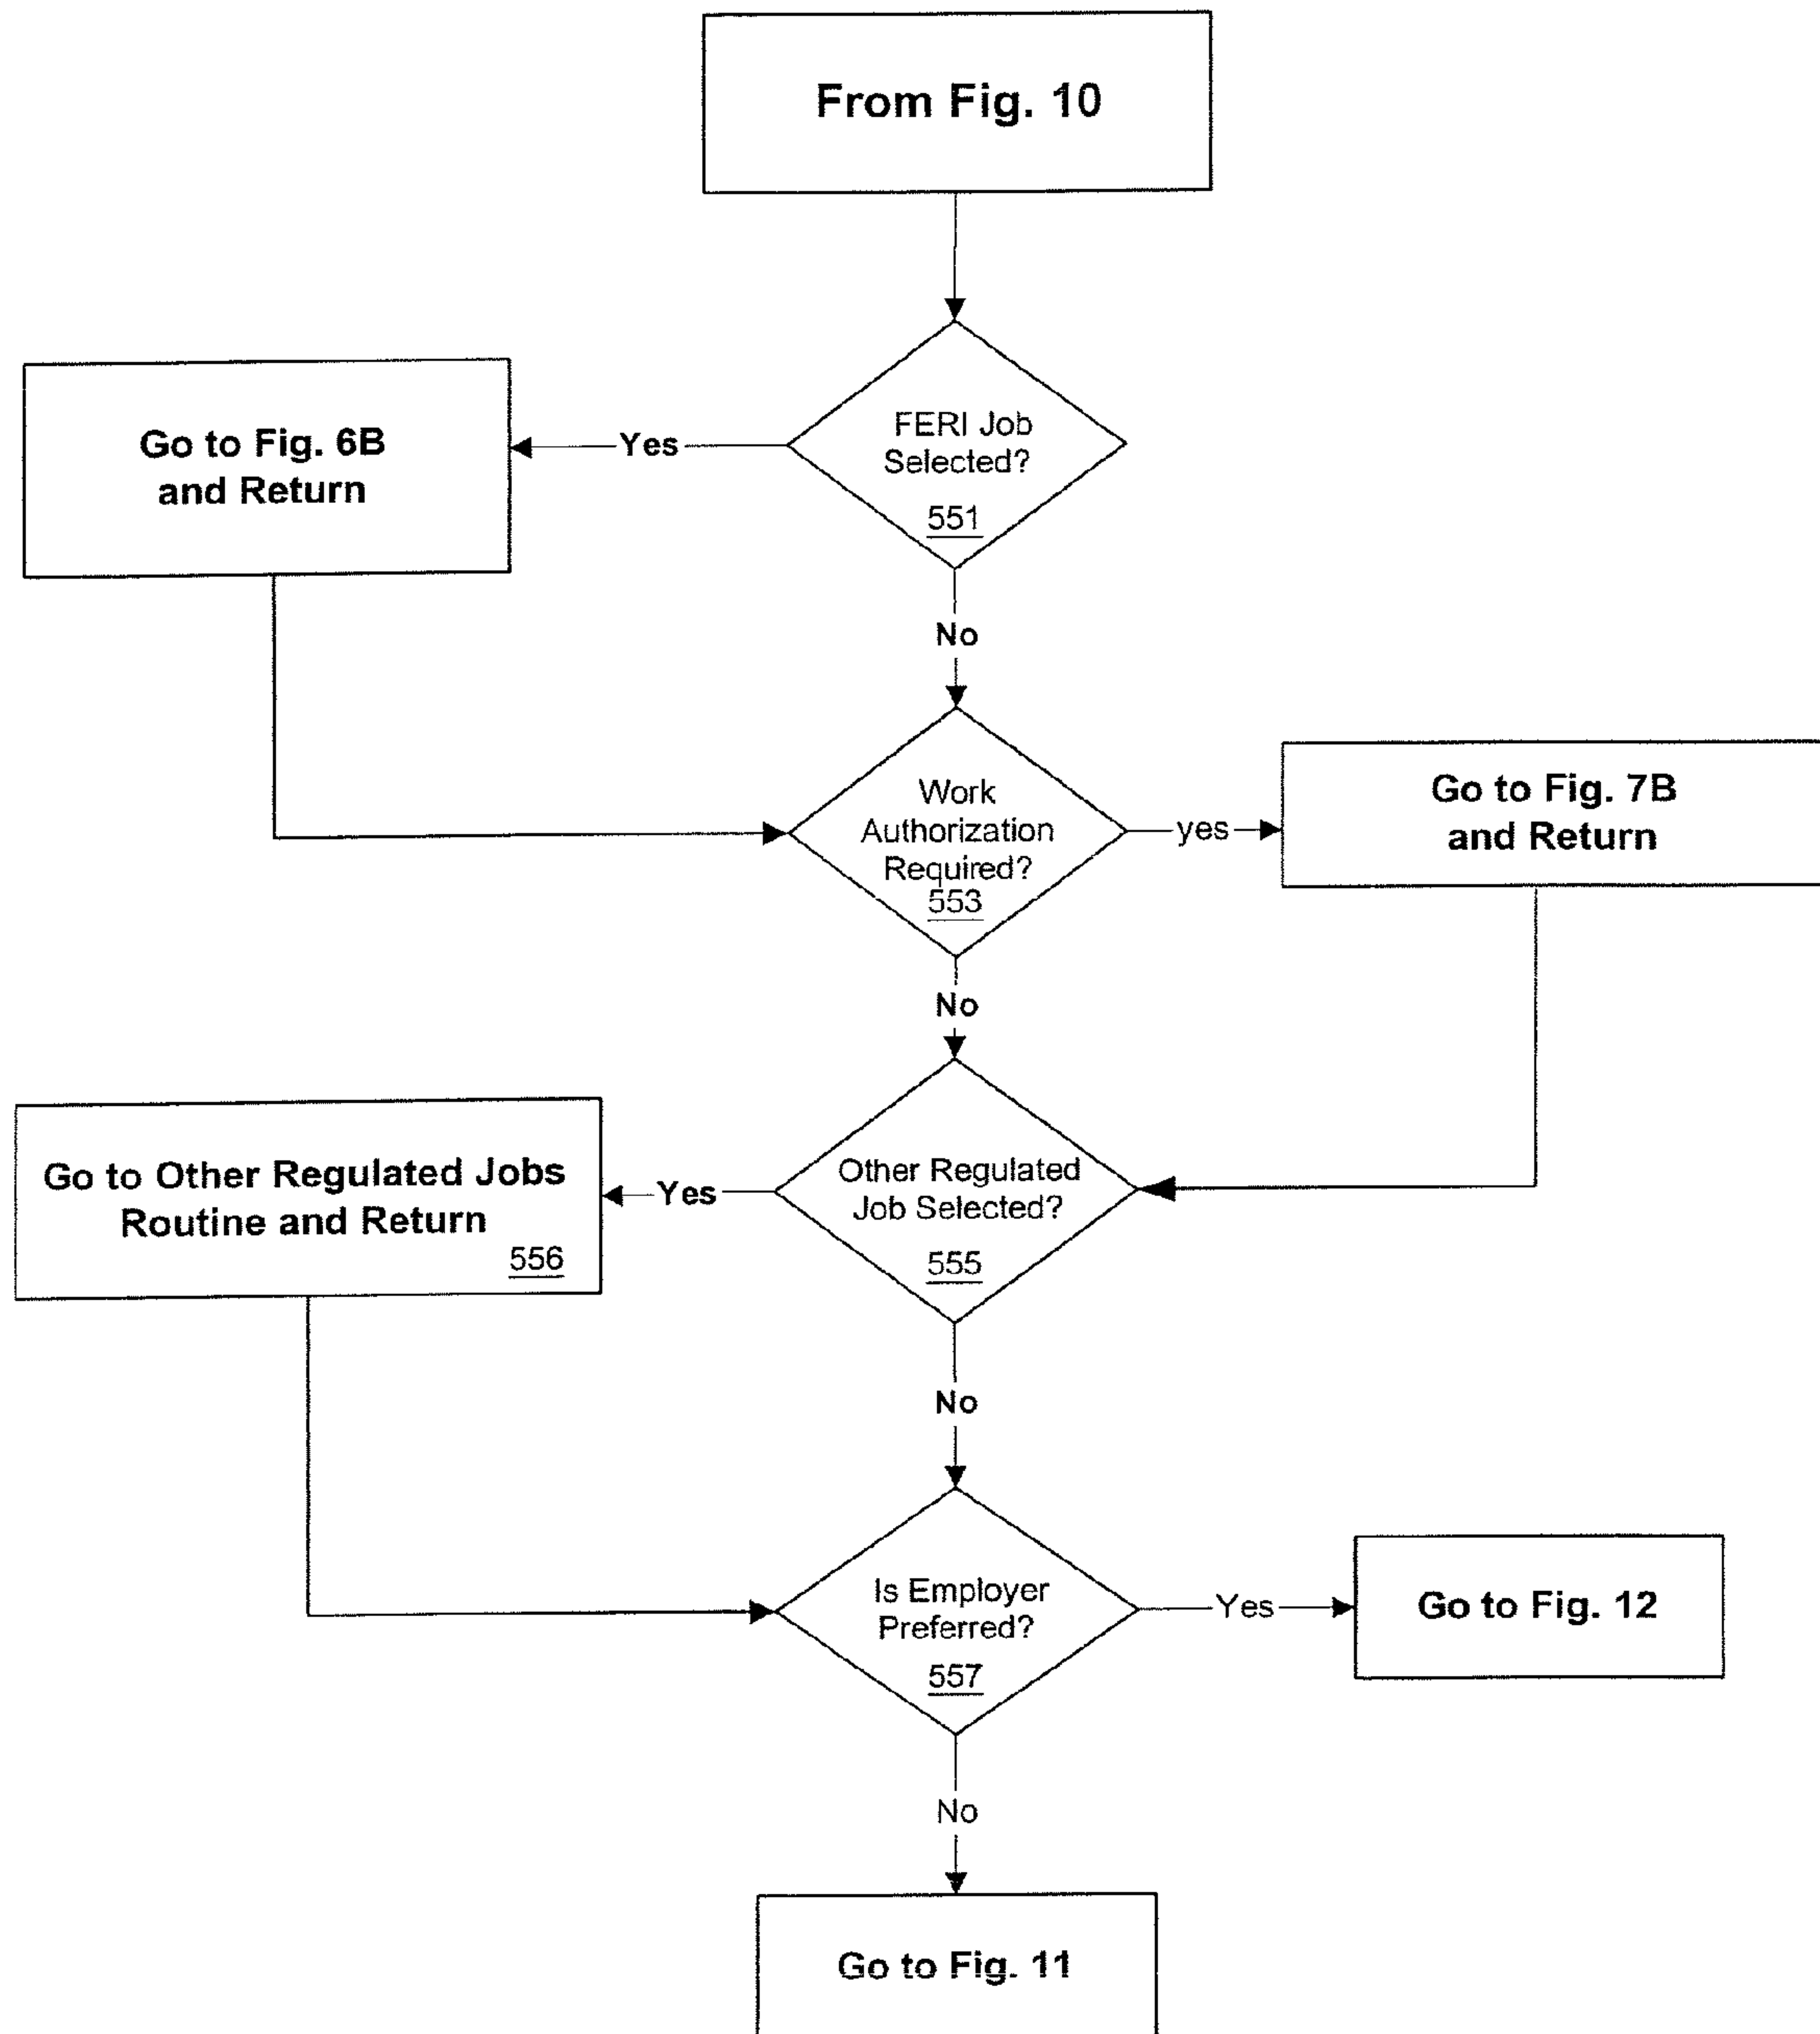 From Fig. 10
FERI Job
Selected?
551
Yes
Go to Fig. 6B
and Return
No
Work
Authorization
Required?
553
yes
Go to Fig. 7B
and Return
No
Other Regulated
Job Selected?
555
Yes
Go to Other Regulated Jobs
Routine and Return
556
No
Is Employer
Preferred?
557
Yes
Go to Fig. 12
No
Go to Fig. 11